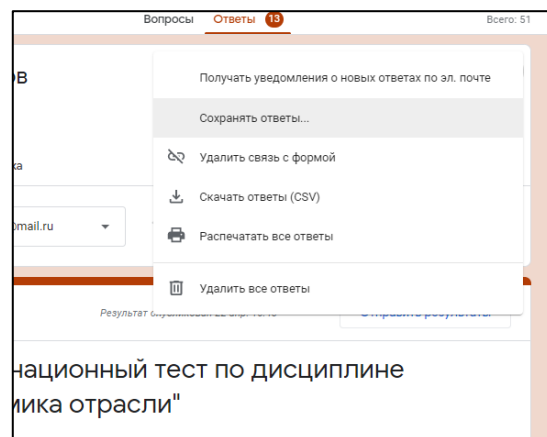 Вопросы Ответы 13 Всего: 51
ов
Получать уведомления о новых ответах по эл. почте
Сохранять ответы...
ка
Удалить связь с формой
Скачать ответы (CSV)
@mail.ru
Распечатать все ответы
Удалить все ответы
Результат
национный тест по дисциплине
мика отрасли"